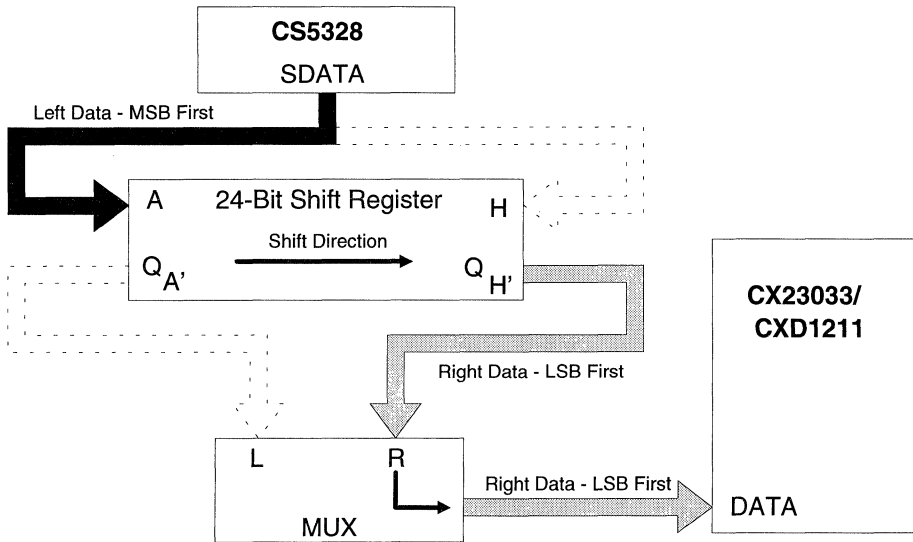 CS5328
SDATA
Left Data - MSB First
A
24-Bit Shift Register
H
Shift Direction
QA'
QH'
CX23033/
CXD1211
Right Data - LSB First
L
R
Right Data - LSB First
MUX
DATA